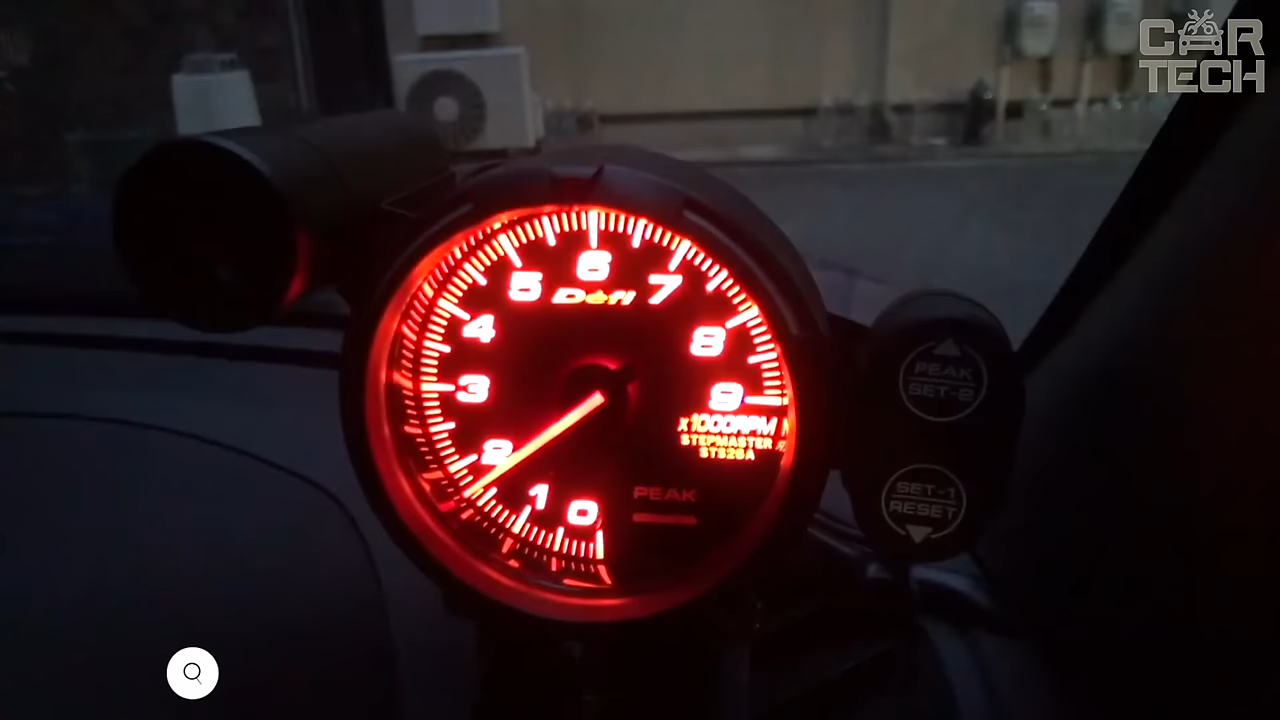 CAR
TECH
6
5
7
Defi
4
8
3
9
x1000RPM
STEPMASTER
STS26A
2
1
0
PEAK
PEAK
SET-2
SET-1
RESET